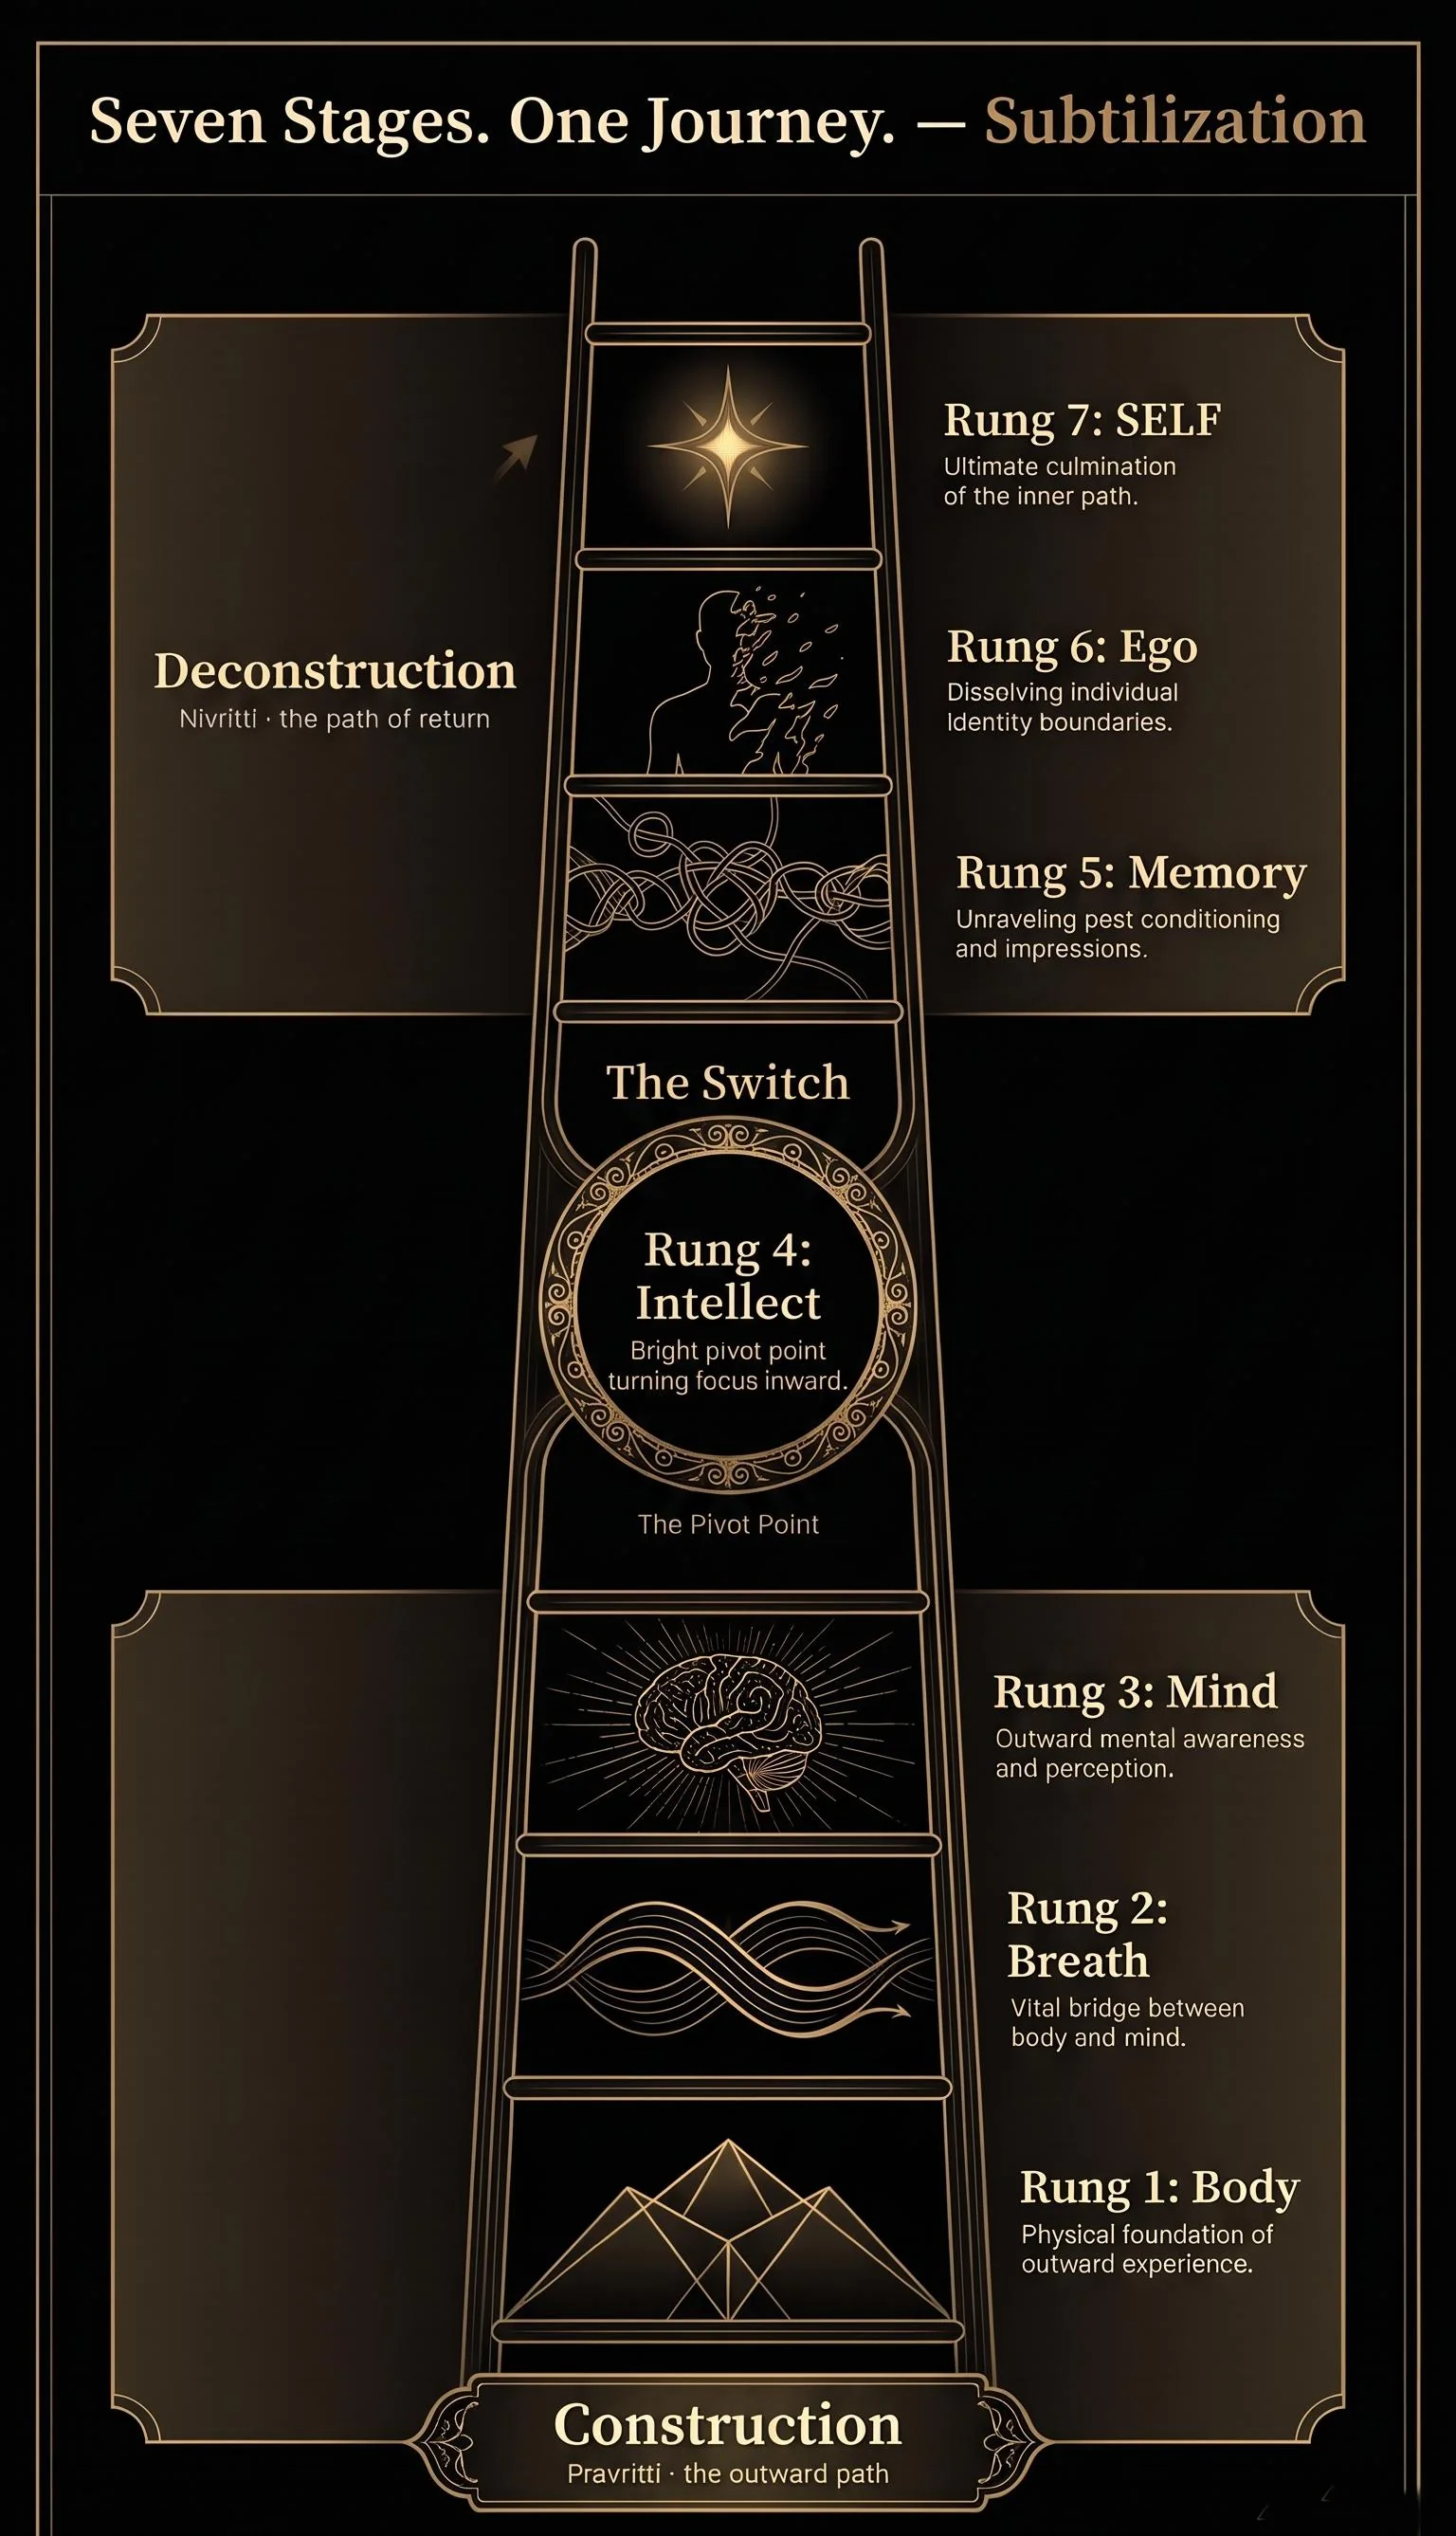 Seven Stages. One Journey. — Subtilization
Rung 7: SELF
Ultimate culmination
of the inner path.
Deconstruction
Nivritti · the path of return
Rung 6: Ego
Dissolving individual
Identity boundaries.
Rung 5: Memory
Unraveling pest conditioning
and impressions.
The Switch
Rung 4:
Intellect
Bright pivot point
turning focus inward.
The Pivot Point
Rung 3: Mind
Outward mental awareness
and perception.
Rung 2:
Breath
Vital bridge between
body and mind.
Rung 1: Body
Physical foundation of
outward experience.
Construction
Pravritti · the outward path